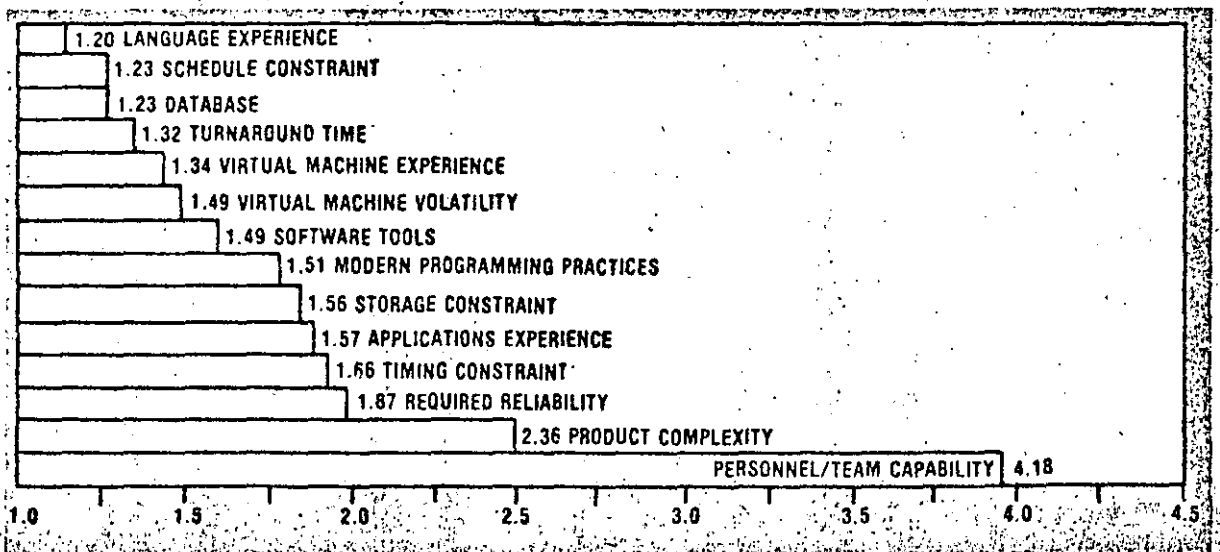 1.20 LANGUAGE EXPERIENCE
1.23 SCHEDULE CONSTRAINT
1.23 DATABASE
1.32 TURNAROUND TIME
1.34 VIRTUAL MACHINE EXPERIENCE
1.49 VIRTUAL MACHINE VOLATILITY
1.49 SOFTWARE TOOLS
1.51 MODERN PROGRAMMING PRACTICES
1.56 STORAGE CONSTRAINT
1.57 APPLICATIONS EXPERIENCE
1.66 TIMING CONSTRAINT
1.87 REQUIRED RELIABILITY
2.36 PRODUCT COMPLEXITY
PERSONNEL/TEAM CAPABILITY 4.18
1.0 1.5 2.0 2.5 3.0 3.5 4.0 4.5